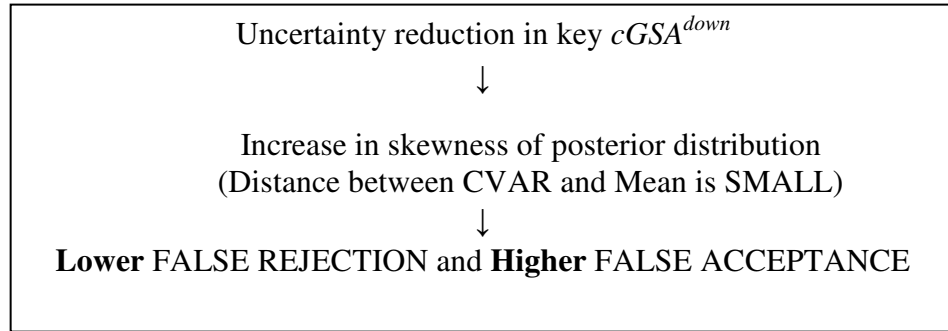 Uncertainty reduction in key cGSA^down
↓
Increase in skewness of posterior distribution
(Distance between CVAR and Mean is SMALL)
↓
Lower FALSE REJECTION and Higher FALSE ACCEPTANCE